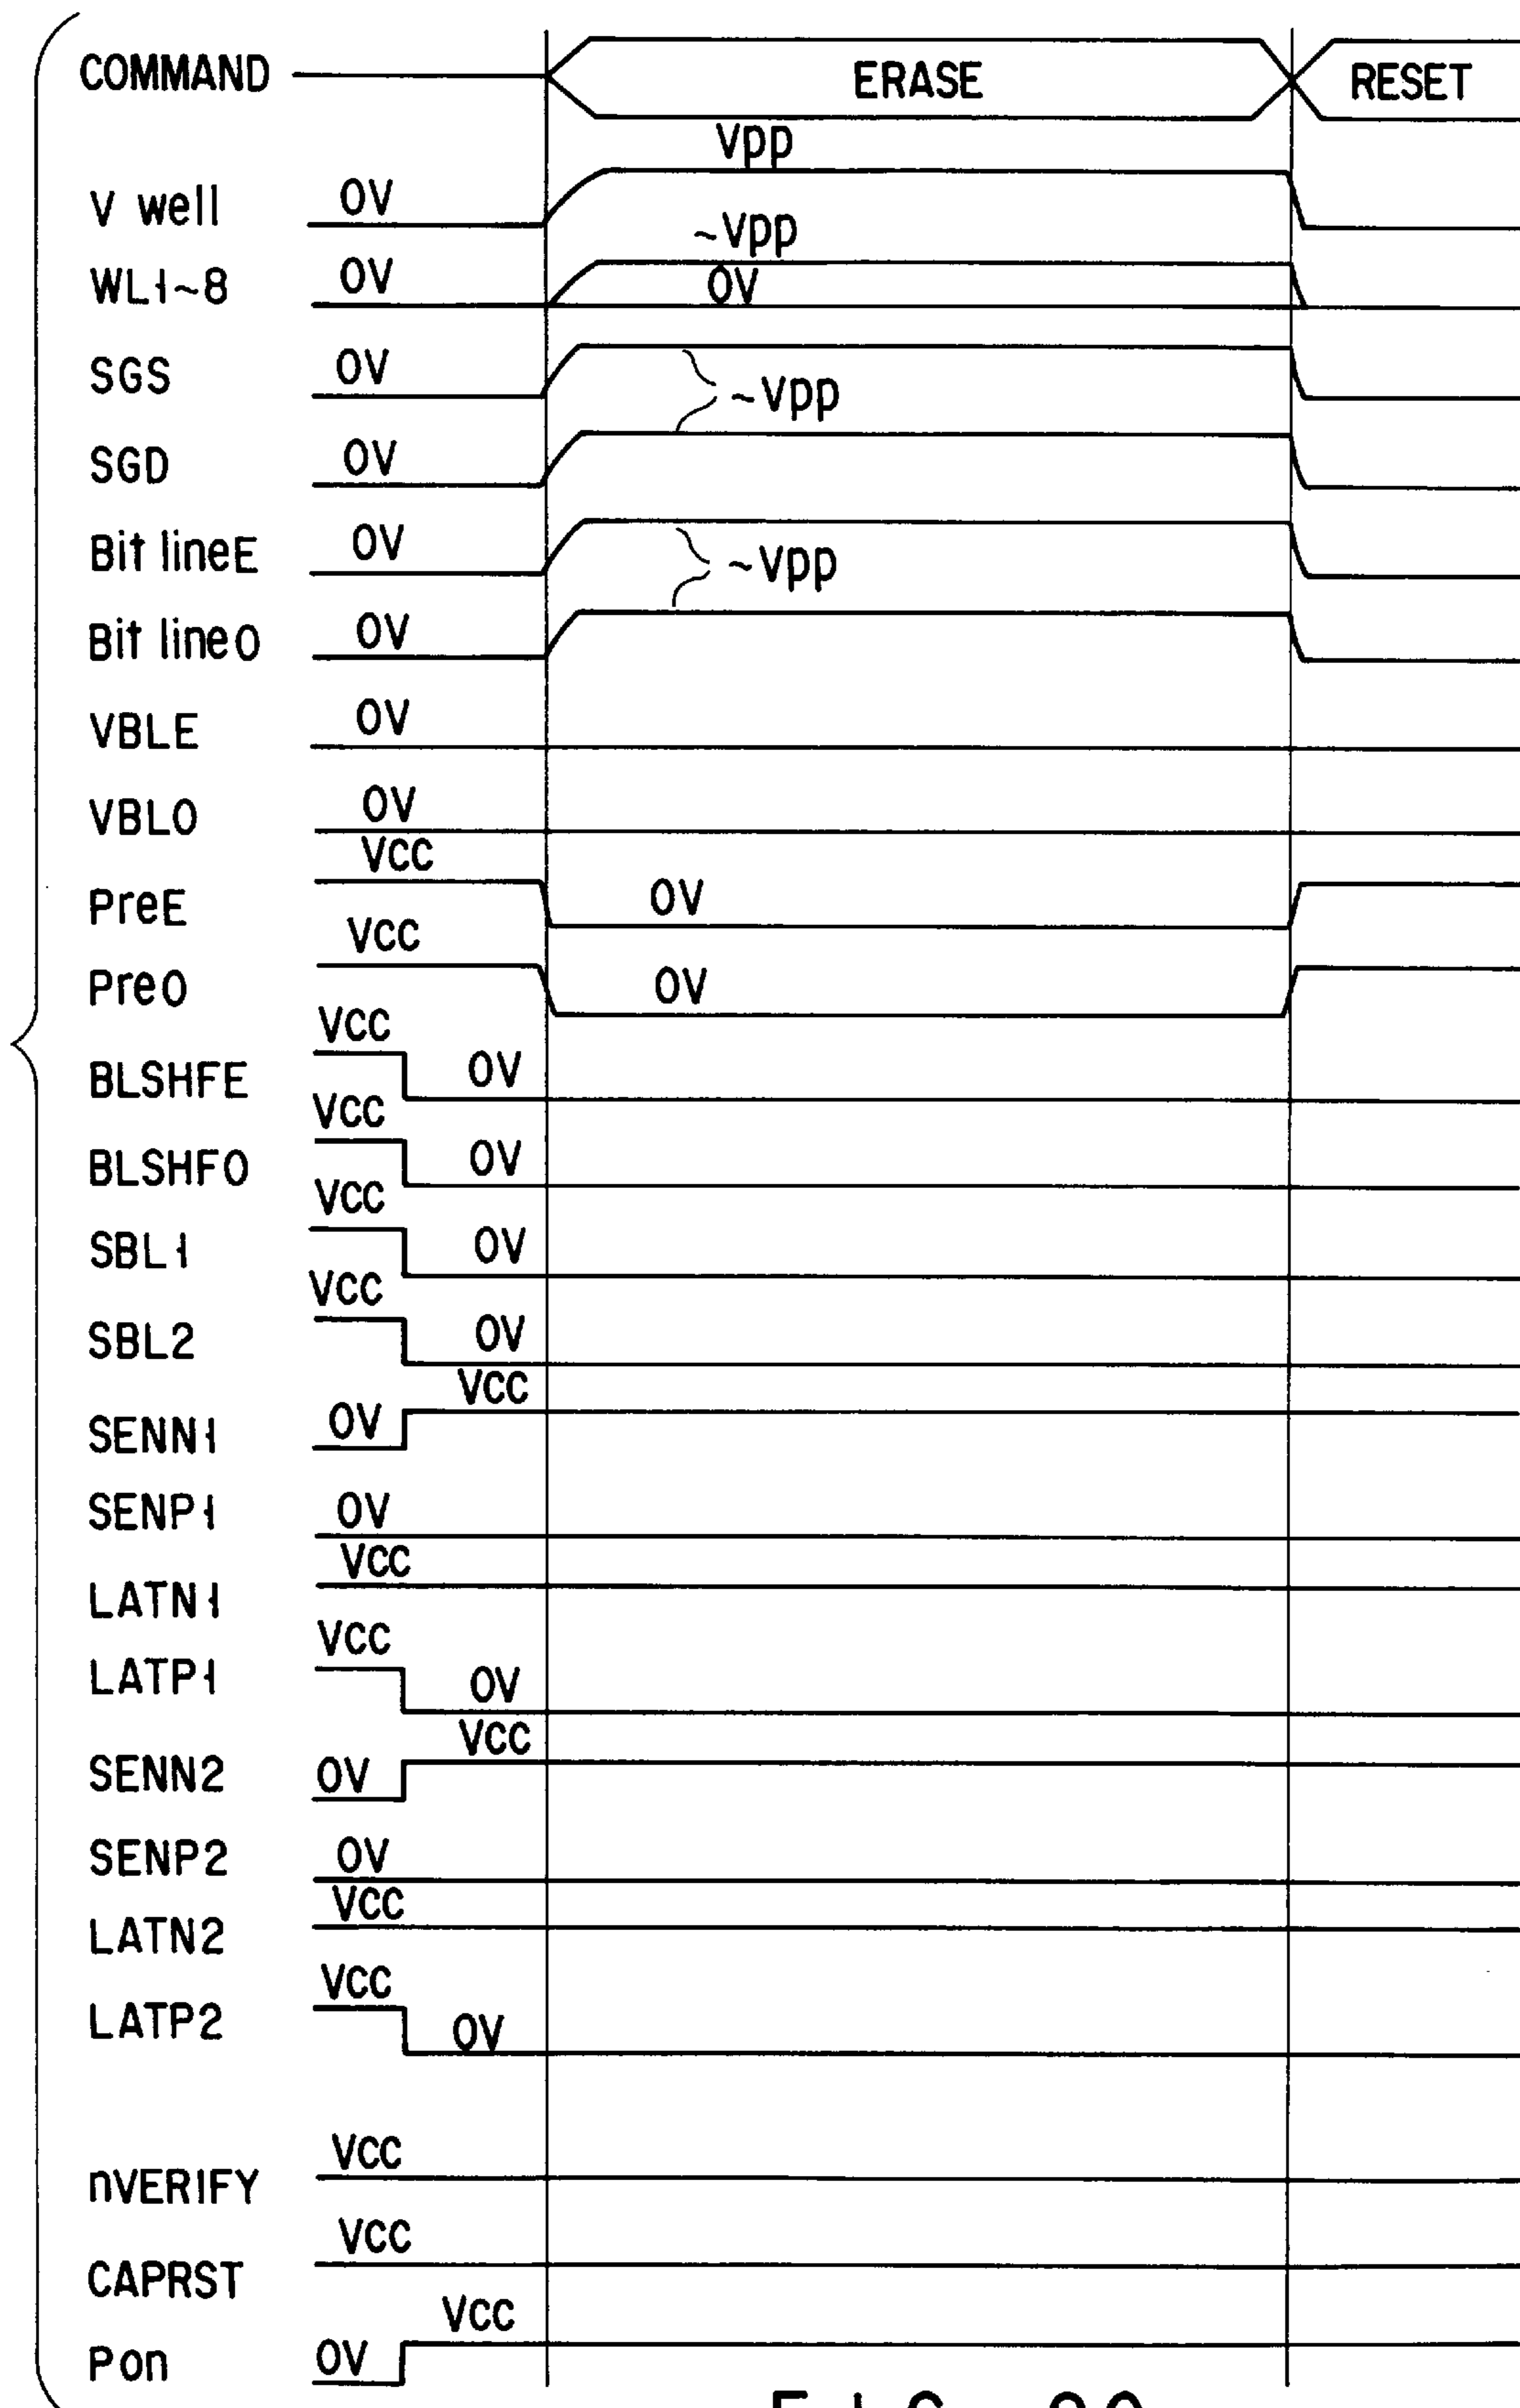 COMMAND ERASE RESET
Vpp
V well 0V
~Vpp
WL1~8 0V 0V
SGS 0V
~Vpp
SGD 0V
Bit lineE 0V
~Vpp
Bit lineO 0V
VBLE 0V
VBLO 0V
VCC
PreE 0V
VCC
PreO 0V
VCC
BLSHFE 0V
VCC
BLSHFO 0V
VCC
SBL1 0V
VCC
SBL2 0V
VCC
SENN1 0V
SENP1 0V
VCC
LATN1
VCC
LATP1 0V
VCC
SENN2 0V
SENP2 0V
VCC
LATN2
VCC
LATP2 0V
VCC
nVERIFY
VCC
CAPRST
VCC
Pon 0V